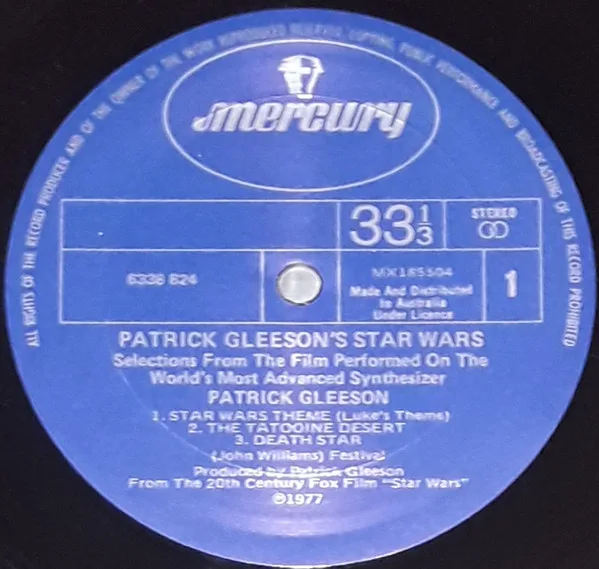 ALL RIGHTS OF THE RECORD PRODUCER AND OF THE OWNER OF THE WORK REPRODUCED RESERVED. COPYING, PUBLIC PERFORMANCE AND BROADCASTING OF THIS RECORD PROHIBITED
mercury
33 1/3
STEREO
6338 824
MX185504
Made And Distributed
In Australia
Under Licence
1
PATRICK GLEESON'S STAR WARS
Selections From The Film Performed On The
World's Most Advanced Synthesizer
PATRICK GLEESON
1. STAR WARS THEME (Luke's Theme)
2. THE TATOOINE DESERT
3. DEATH STAR
(John Williams) Festival
Produced by Patrick Gleeson
From The 20th Century Fox Film "Star Wars"
℗1977